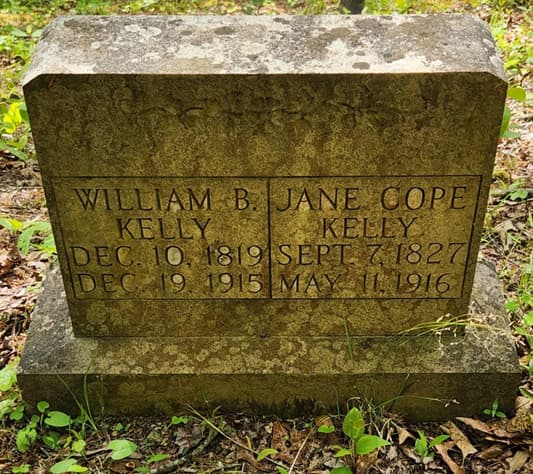 WILLIAM B.
KELLY
DEC. 10, 1819
DEC. 19, 1915
JANE COPE
KELLY
SEPT. 7, 1827
MAY 11, 1916